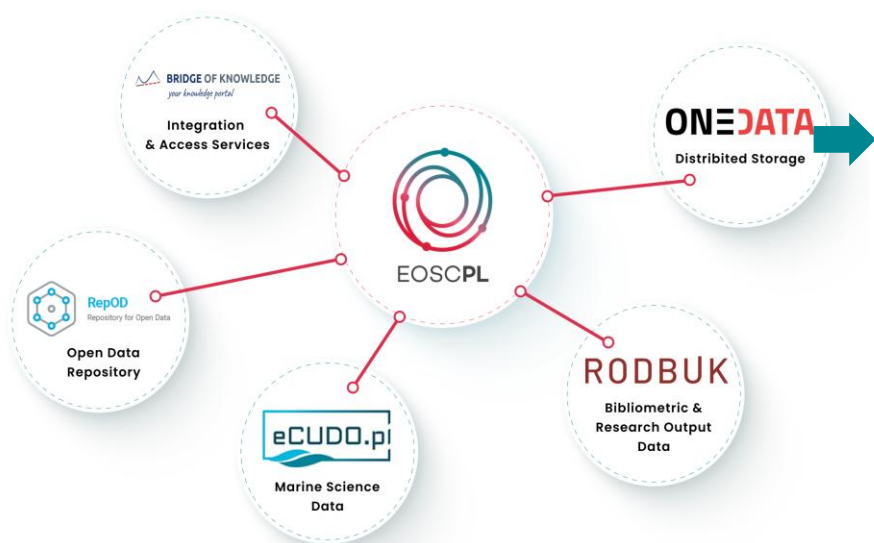 BRIDGE OF KNOWLEDGE
your knowledge portal
Integration
& Access Services
ONEDATA
Distribited Storage
EOSCPL
RepOD
Repository for Open Data
Open Data
Repository
RODBUK
Bibliometric &
Research Output
Data
eCUDO.pl
Marine Science
Data